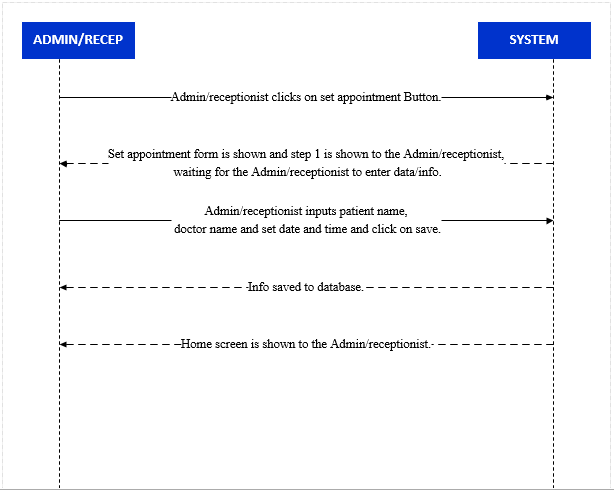 ADMIN/RECEP
SYSTEM
Admin/receptionist clicks on set appointment Button.
Set appointment form is shown and step 1 is shown to the Admin/receptionist,
waiting for the Admin/receptionist to enter data/info.
Admin/receptionist inputs patient name,
doctor name and set date and time and click on save.
Info saved to database.
Home screen is shown to the Admin/receptionist.